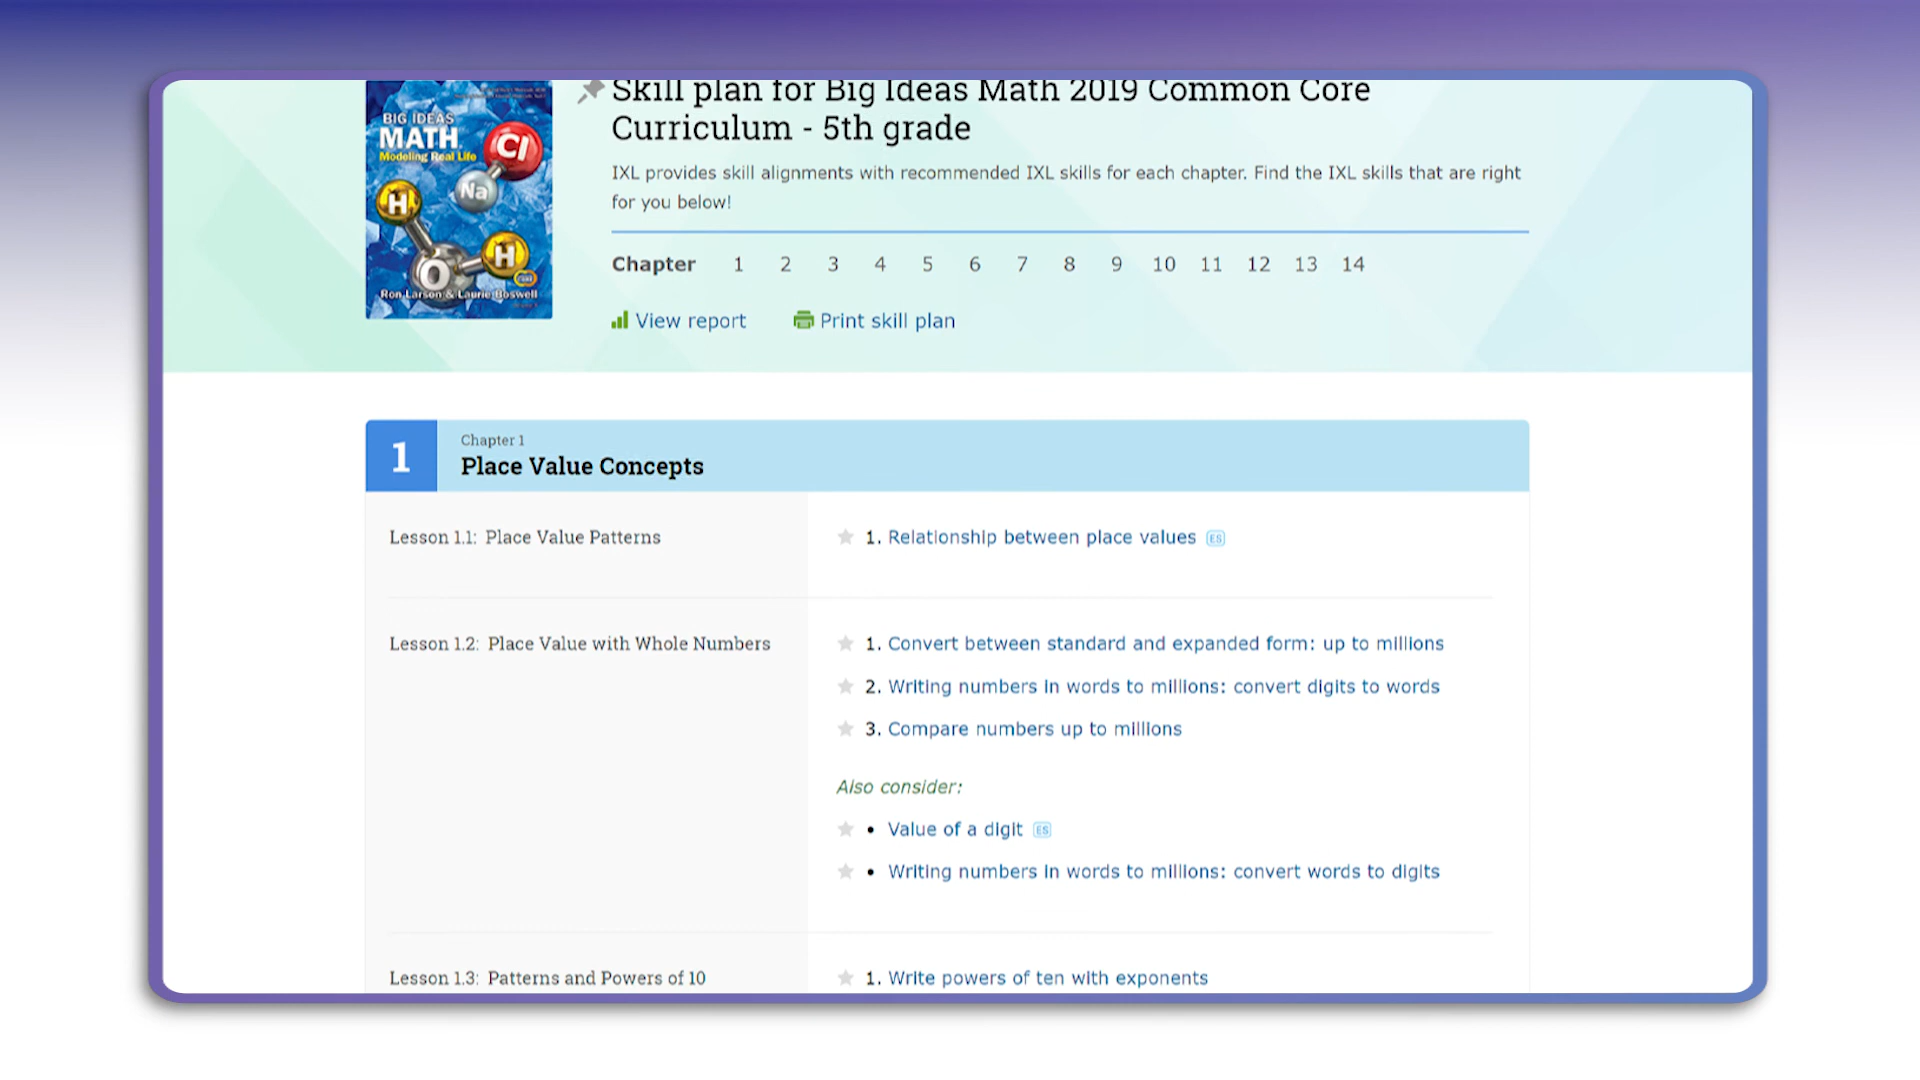 BIG IDEAS
MATH
Modeling Real Life
Cl
Na
H
H
O
Ron Larson & Laurie Boswell
Skill plan for Big Ideas Math 2019 Common Core
Curriculum - 5th grade
IXL provides skill alignments with recommended IXL skills for each chapter. Find the IXL skills that are right
for you below!
Chapter 1 2 3 4 5 6 7 8 9 10 11 12 13 14
View report Print skill plan
1
Chapter 1
Place Value Concepts
Lesson 1.1: Place Value Patterns
1. Relationship between place values ES
Lesson 1.2: Place Value with Whole Numbers
1. Convert between standard and expanded form: up to millions
2. Writing numbers in words to millions: convert digits to words
3. Compare numbers up to millions
Also consider:
• Value of a digit ES
• Writing numbers in words to millions: convert words to digits
Lesson 1.3: Patterns and Powers of 10
1. Write powers of ten with exponents